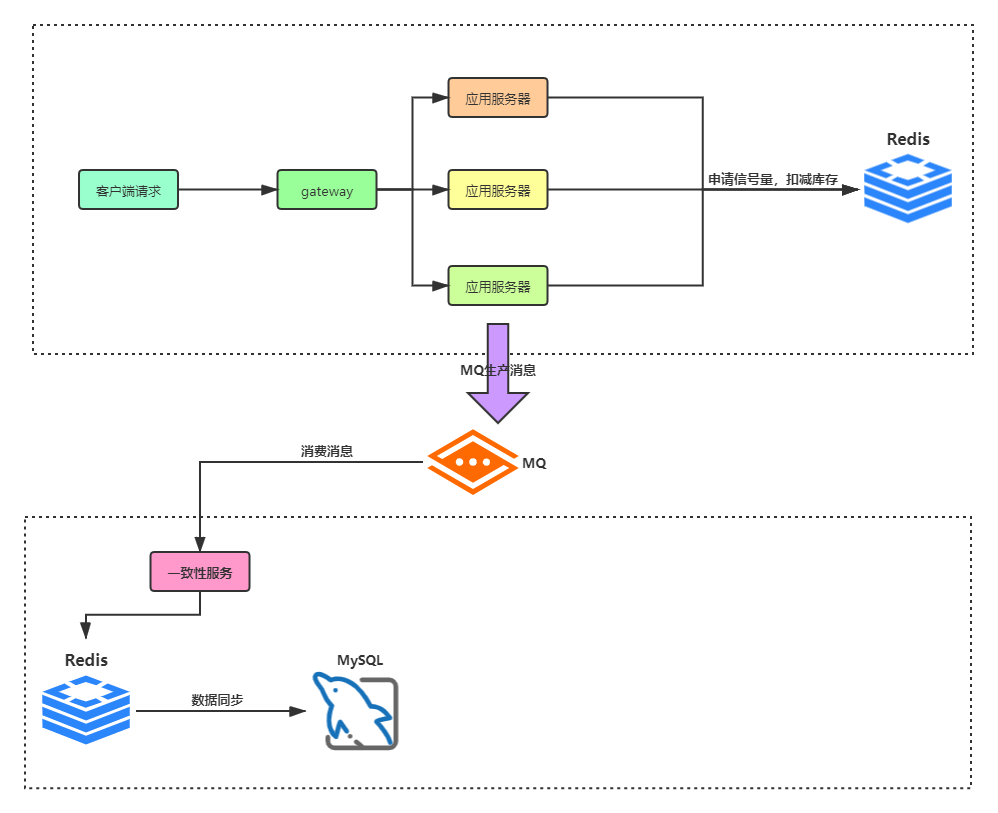 应用服务器
Redis
客户端请求
gateway
应用服务器
申请信号量，扣减库存
应用服务器
MQ生产消息
消费消息
MQ
一致性服务
Redis
MySQL
数据同步